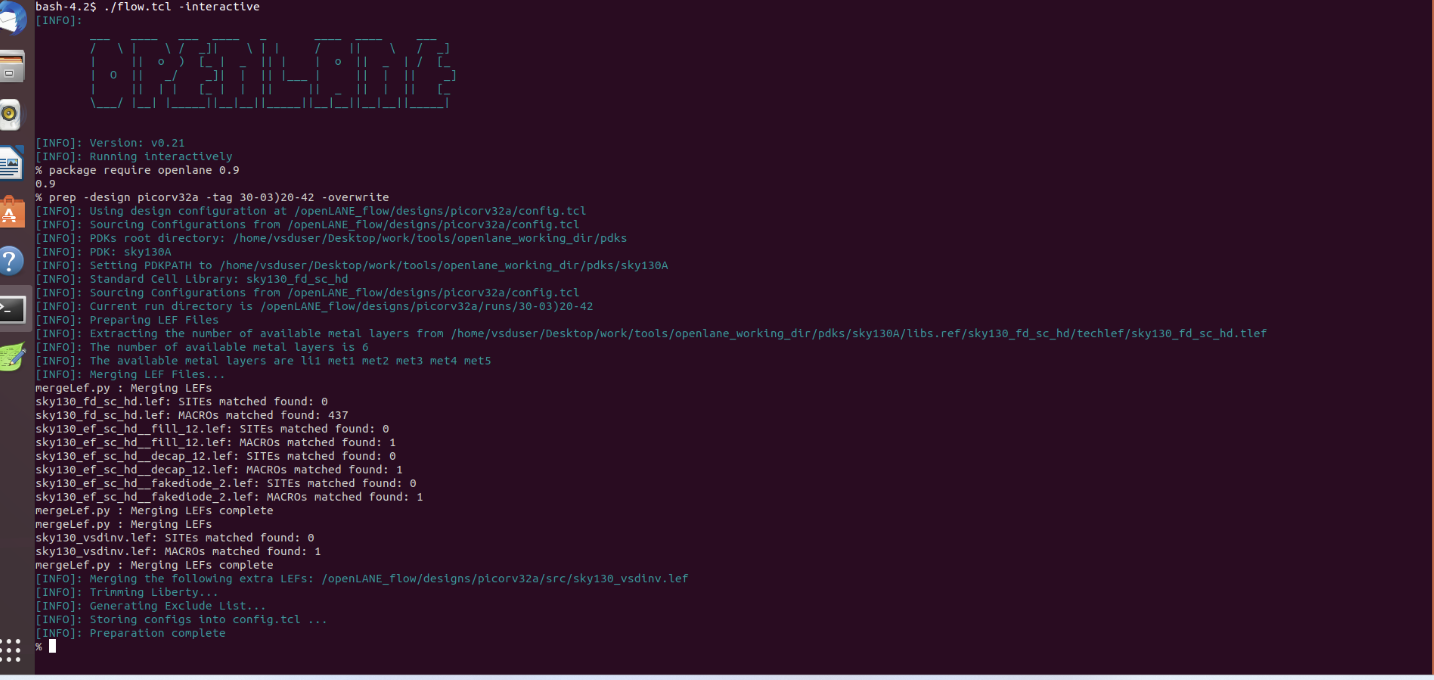 bash-4.2$ ./flow.tcl -interactive
[INFO]:
OPENLANE
[INFO]: Version: v0.21
[INFO]: Running interactively
% package require openlane 0.9
0.9
% prep -design picorv32a -tag 30-03)20-42 -overwrite
[INFO]: Using design configuration at /openLANE_flow/designs/picorv32a/config.tcl
[INFO]: Sourcing Configurations from /openLANE_flow/designs/picorv32a/config.tcl
[INFO]: PDKs root directory: /home/vsduser/Desktop/work/tools/openlane_working_dir/pdks
[INFO]: PDK: sky130A
[INFO]: Setting PDKPATH to /home/vsduser/Desktop/work/tools/openlane_working_dir/pdks/sky130A
[INFO]: Standard Cell Library: sky130_fd_sc_hd
[INFO]: Sourcing Configurations from /openLANE_flow/designs/picorv32a/config.tcl
[INFO]: Current run directory is /openLANE_flow/designs/picorv32a/runs/30-03)20-42
[INFO]: Preparing LEF Files
[INFO]: Extracting the number of available metal layers from /home/vsduser/Desktop/work/tools/openlane_working_dir/pdks/sky130A/libs.ref/sky130_fd_sc_hd/techlef/sky130_fd_sc_hd.tlef
[INFO]: The number of available metal layers is 6
[INFO]: The available metal layers are li1 met1 met2 met3 met4 met5
[INFO]: Merging LEF Files...
mergeLef.py : Merging LEFs
sky130_fd_sc_hd.lef: SITEs matched found: 0
sky130_fd_sc_hd.lef: MACROs matched found: 437
sky130_ef_sc_hd__fill_12.lef: SITEs matched found: 0
sky130_ef_sc_hd__fill_12.lef: MACROs matched found: 1
sky130_ef_sc_hd__decap_12.lef: SITEs matched found: 0
sky130_ef_sc_hd__decap_12.lef: MACROs matched found: 1
sky130_ef_sc_hd__fakediode_2.lef: SITEs matched found: 0
sky130_ef_sc_hd__fakediode_2.lef: MACROs matched found: 1
mergeLef.py : Merging LEFs complete
mergeLef.py : Merging LEFs
sky130_vsdinv.lef: SITEs matched found: 0
sky130_vsdinv.lef: MACROs matched found: 1
mergeLef.py : Merging LEFs complete
[INFO]: Merging the following extra LEFs: /openLANE_flow/designs/picorv32a/src/sky130_vsdinv.lef
[INFO]: Trimming Liberty...
[INFO]: Generating Exclude List...
[INFO]: Storing configs into config.tcl ...
[INFO]: Preparation complete
%